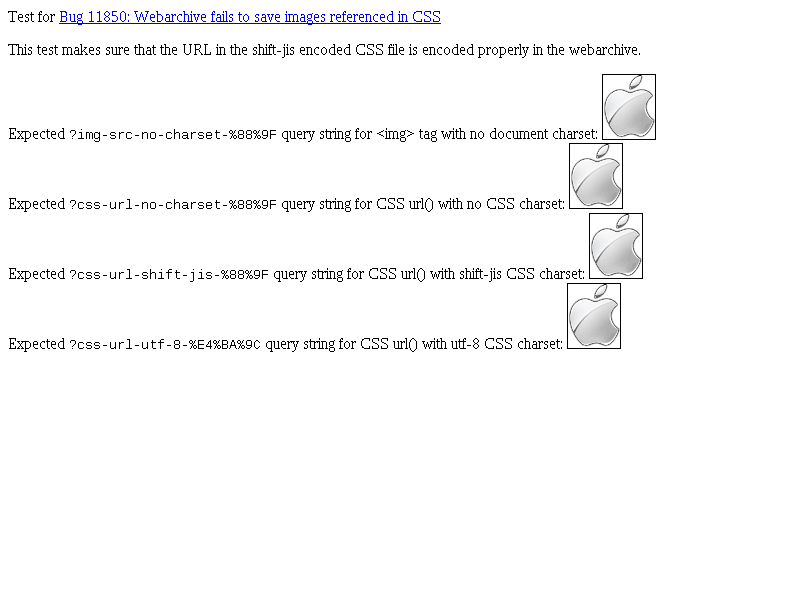 Test for Bug 11850: Webarchive fails to save images referenced in CSS
This test makes sure that the URL in the shift-jis encoded CSS file is encoded properly in the webarchive.
Expected ?img-src-no-charset-%88%9F query string for <img> tag with no document charset:
Expected ?css-url-no-charset-%88%9F query string for CSS url() with no CSS charset:
Expected ?css-url-shift-jis-%88%9F query string for CSS url() with shift-jis CSS charset:
Expected ?css-url-utf-8-%E4%BA%9C query string for CSS url() with utf-8 CSS charset: